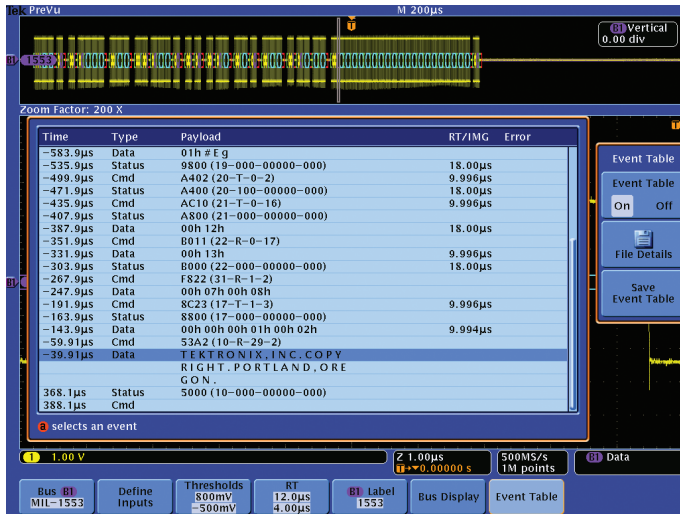 Tek PreVu M 200µs
T
B1 Vertical
0.00 div
B1 1553
Zoom Factor: 200 X
T
Time Type Payload RT/IMG Error
-583.9µs Data 01h # E g
-535.9µs Status 9800 (19-000-00000-000) 18.00µs
-499.9µs Cmd A402 (20-T-0-2) 9.996µs
-471.9µs Status A400 (20-100-00000-000) 18.00µs
-435.9µs Cmd AC10 (21-T-0-16) 9.996µs
-407.9µs Status A800 (21-000-00000-000)
-387.9µs Data 00h 12h 18.00µs
-351.9µs Cmd B011 (22-R-0-17)
-331.9µs Data 00h 13h 9.996µs
-303.9µs Status B000 (22-000-00000-000) 18.00µs
-267.9µs Cmd F822 (31-R-1-2)
-247.9µs Data 00h 07h 00h 08h
-191.9µs Cmd 8C23 (17-T-1-3) 9.996µs
-163.9µs Status 8800 (17-000-00000-000)
-143.9µs Data 00h 00h 00h 01h 00h 02h 9.994µs
-59.91µs Cmd 53A2 (10-R-29-2)
-39.91µs Data T E K T R O N I X , I N C . C O P Y
R I G H T . P O R T L A N D , O R E
G O N .
368.1µs Status 5000 (10-000-00000-000)
388.1µs Cmd
a selects an event
Event Table
Event Table
On Off
File Details
Save
Event Table
B1
1 1.00 V
Z 1.00µs
T→▾0.00000 s
500MS/s
1M points
B1 Data
Bus B1
MIL-1553
Define
Inputs
Thresholds
800mV
-500mV
RT
12.0µs
4.00µs
B1 Label
1553
Bus Display
Event Table